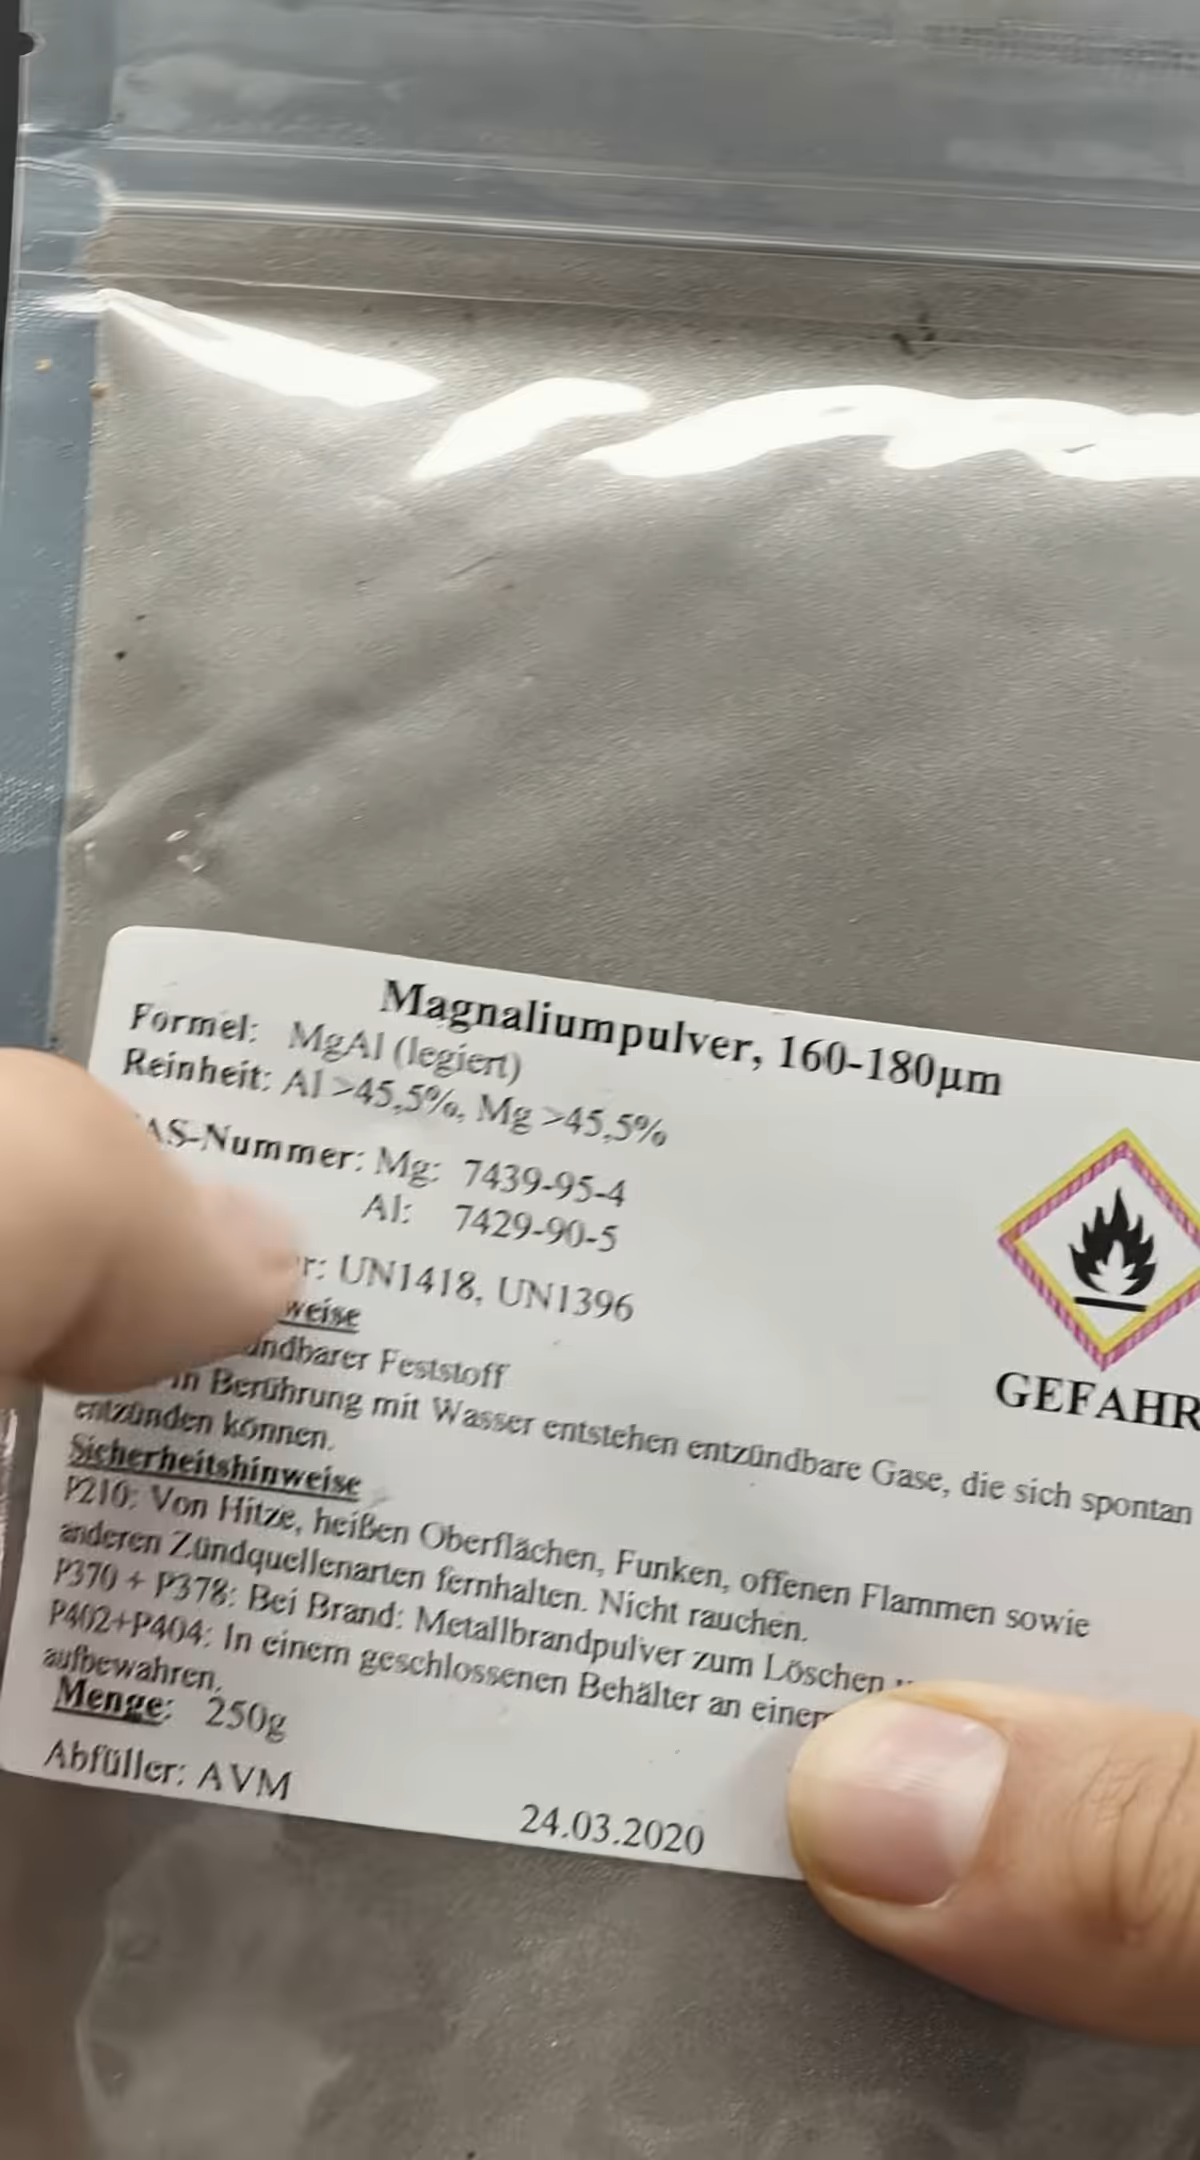 Magnaliumpulver, 160-180µm
Formel: MgAl (legiert)
Reinheit: Al >45,5%, Mg >45,5%
AS-Nummer: Mg: 7439-95-4
Al: 7429-90-5
r: UN1418, UN1396
weise
ündbarer Feststoff
in Berührung mit Wasser entstehen entzündbare Gase, die sich spontan
entzünden können.
GEFAHR
Sicherheitshinweise
P210: Von Hitze, heißen Oberflächen, Funken, offenen Flammen sowie
anderen Zündquellenarten fernhalten. Nicht rauchen.
P370 + P378: Bei Brand: Metallbrandpulver zum Löschen
P402+P404: In einem geschlossenen Behälter an einem
aufbewahren.
Menge: 250g
Abfüller: AVM
24.03.2020